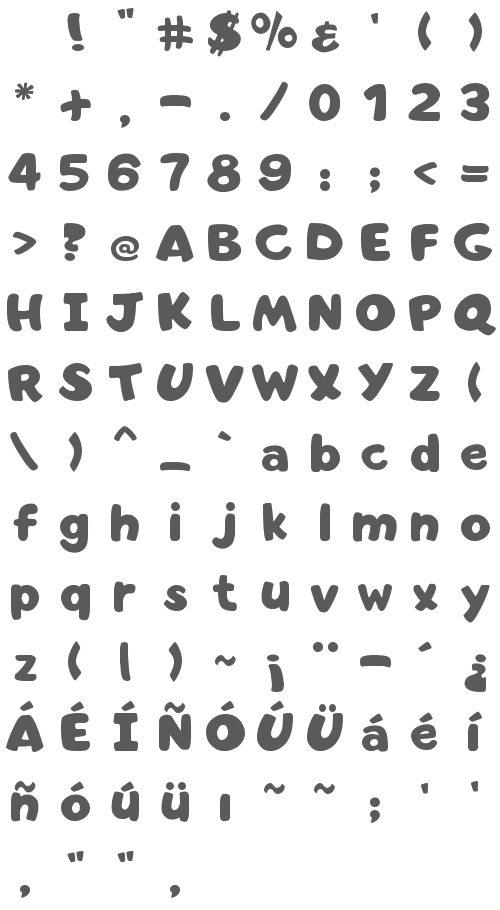 ! " # $ % & ' ( )
* + , - . / 0 1 2 3
4 5 6 7 8 9 : ; < =
> ? @ A B C D E F G
H I J K L M N O P Q
R S T U V W X Y Z (
\ ) ^ _ ` a b c d e
f g h i j k l m n o
p q r s t u v w x y
z ( | ) ~ ¡ ¨ ¯ ´ ¿
Á É Í Ñ Ó Ú Ü á é í
ñ ó ú ü ı ~ ~ ; ' '
, " " ,